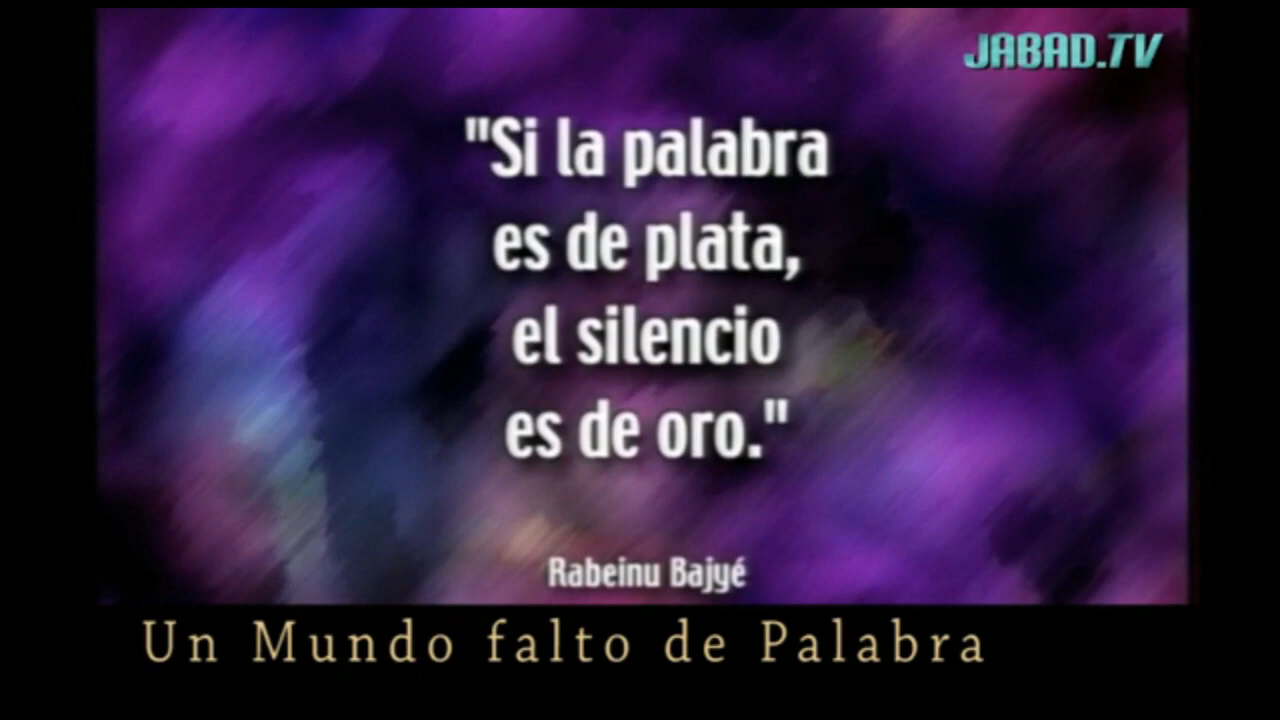 JABAD.TV
"Si la palabra
es de plata,
el silencio
es de oro."
Rabeinu Bajyé
Un Mundo falto de Palabra